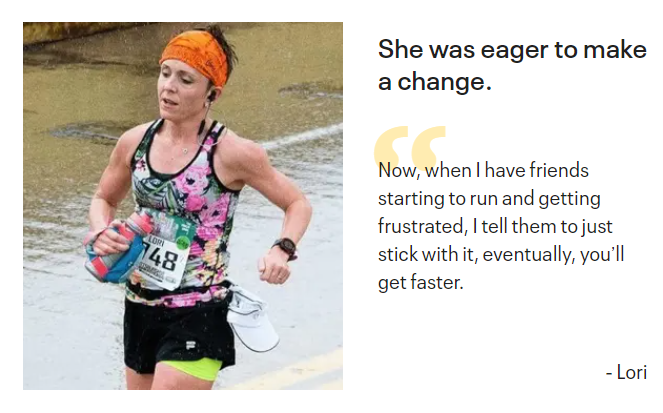 She was eager to make
a change.
“
Now, when I have friends
starting to run and getting
frustrated, I tell them to just
stick with it, eventually, you’ll
get faster.
- Lori
LORI
748